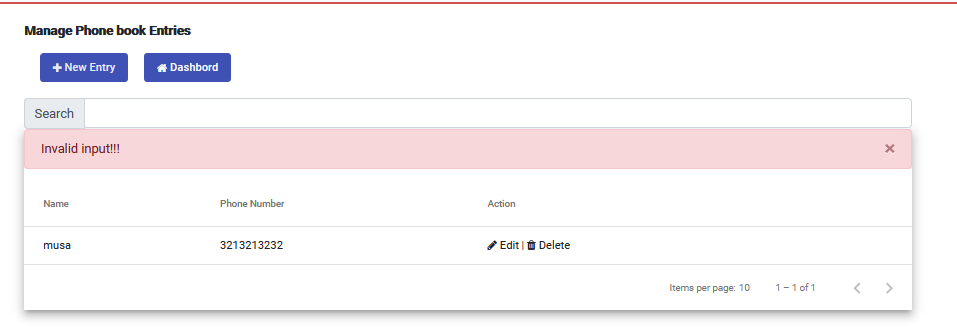 Manage Phone book Entries
New Entry Dashbord
Search
Invalid input!!! ×
Name Phone Number Action
musa 3213213232 Edit | Delete
Items per page: 10 1 – 1 of 1